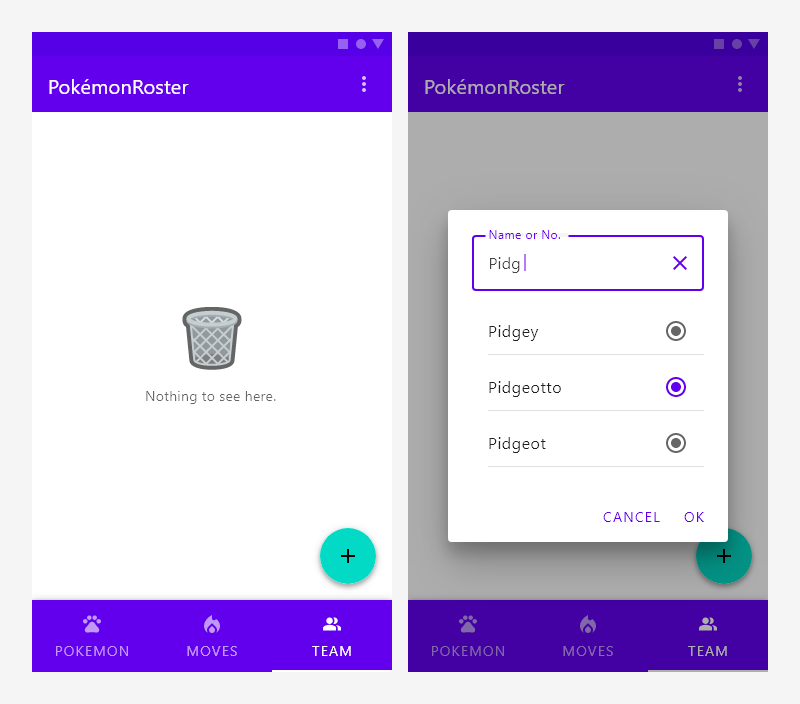 PokémonRoster
Nothing to see here.
POKEMON MOVES TEAM
PokémonRoster
Name or No.
Pidg
Pidgey
Pidgeotto
Pidgeot
CANCEL OK
POKEMON MOVES TEAM